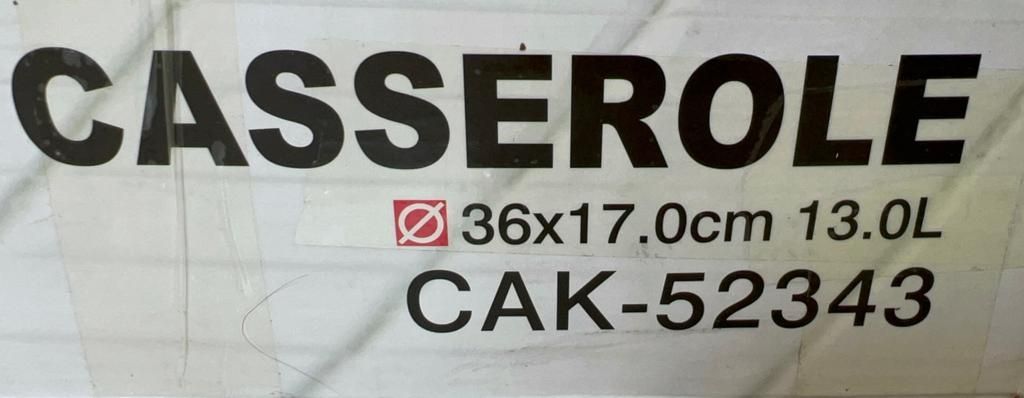 CASSEROLE
Ø 36x17.0cm 13.0L
CAK-52343